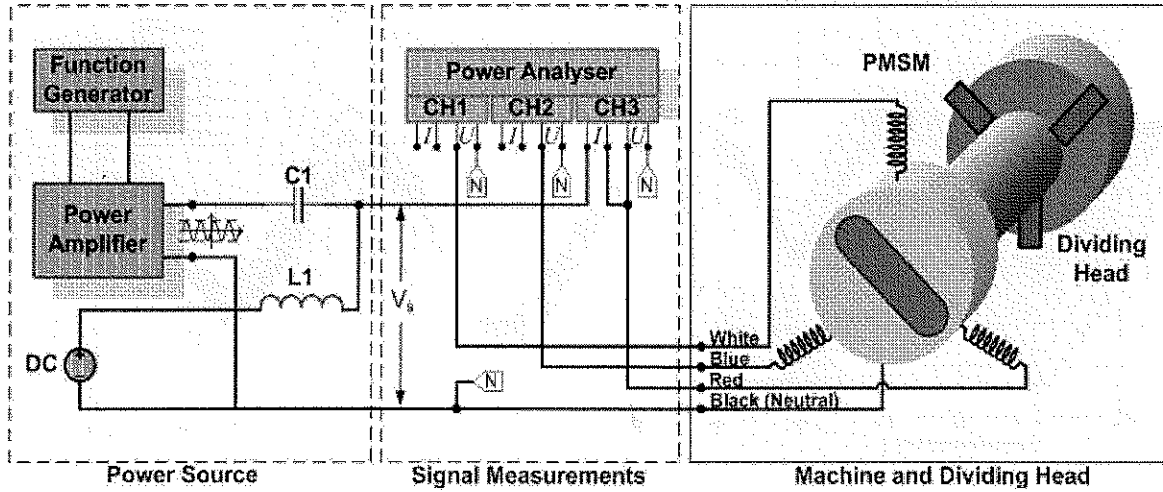 Function
Generator
Power
Amplifier
C1
L1
DC
Power Source
Power Analyser
CH1 CH2 CH3
I U I U I U
N N N
Vs
N
Signal Measurements
PMSM
Dividing
Head
White
Blue
Red
Black (Neutral)
Machine and Dividing Head